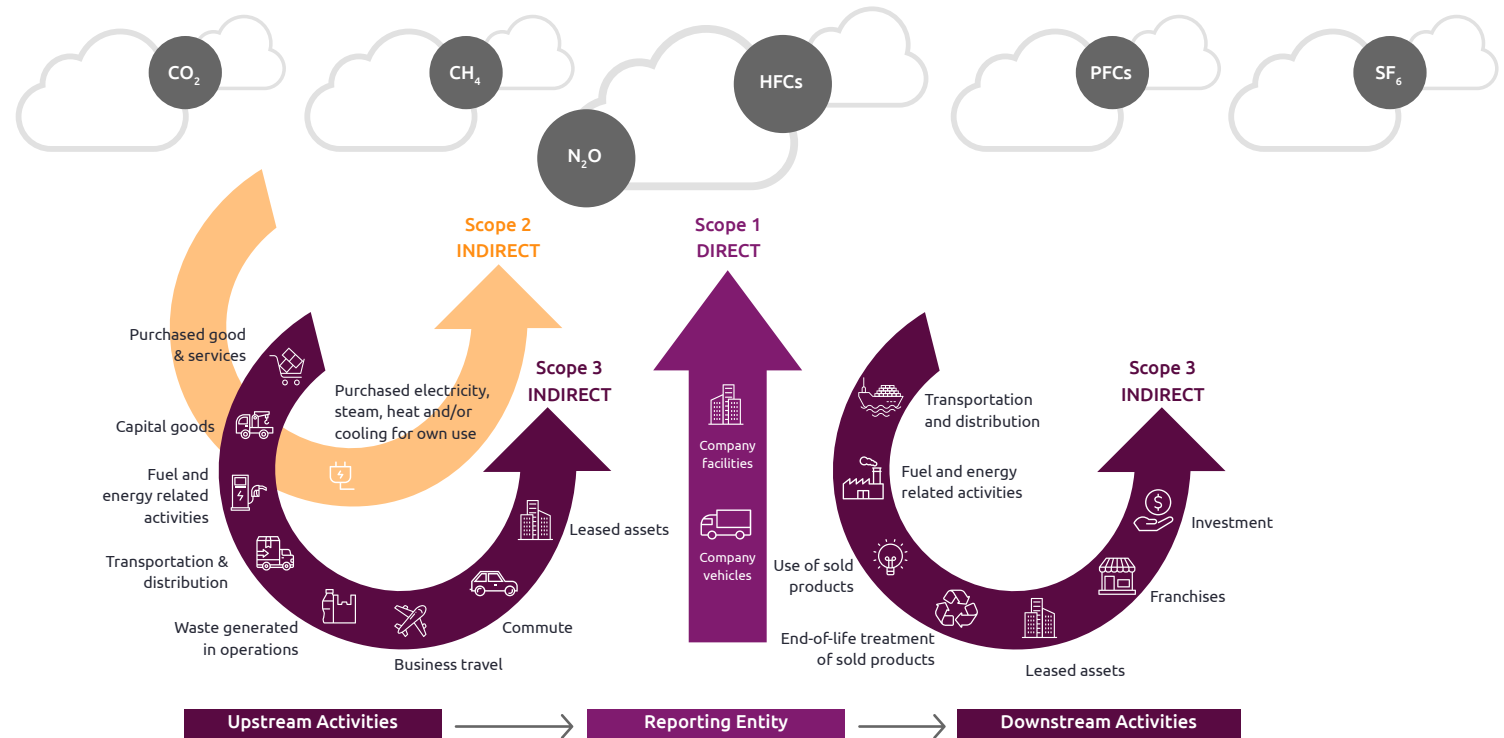 CO₂
CH₄
N₂O
HFCs
PFCs
SF₆
Scope 2
INDIRECT
Scope 1
DIRECT
Purchased good
& services
Capital goods
Fuel and
energy related
activities
Transportation &
distribution
Waste generated
in operations
Business travel
Commute
Leased assets
Purchased electricity,
steam, heat and/or
cooling for own use
Scope 3
INDIRECT
Company
facilities
Company
vehicles
Transportation
and distribution
Fuel and energy
related activities
Use of sold
products
End-of-life treatment
of sold products
Leased assets
Franchises
Investment
Scope 3
INDIRECT
Upstream Activities
Reporting Entity
Downstream Activities